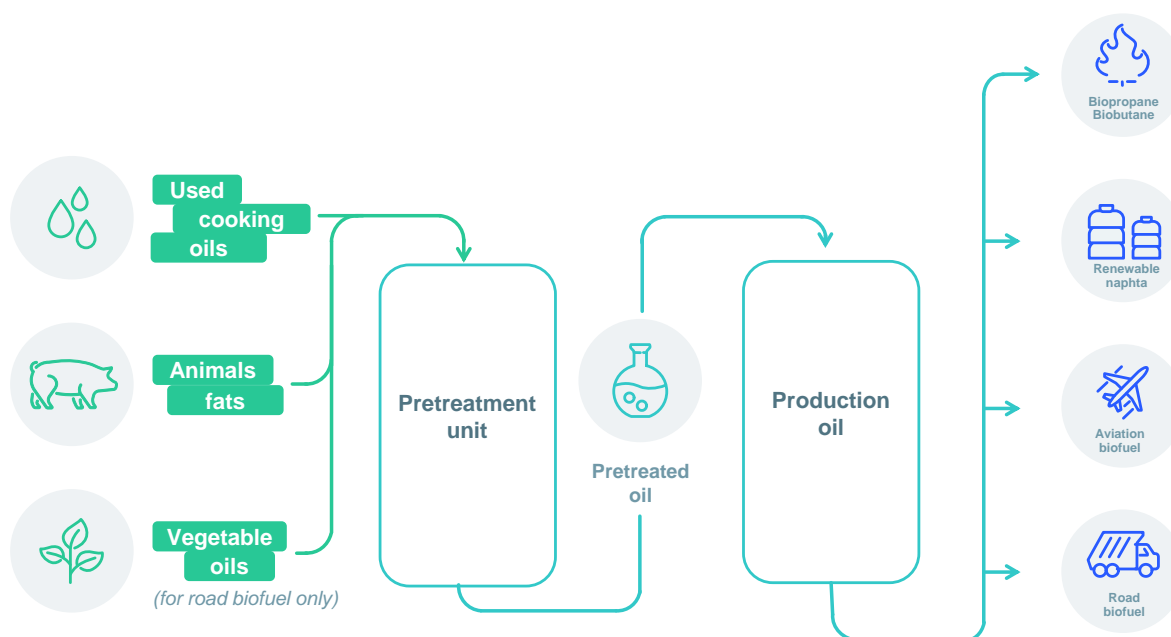 Used
cooking
oils
Animals
fats
Vegetable
oils
(for road biofuel only)
Pretreatment
unit
Pretreated
oil
Production
oil
Biopropane
Biobutane
Renewable
naphta
Aviation
biofuel
Road
biofuel